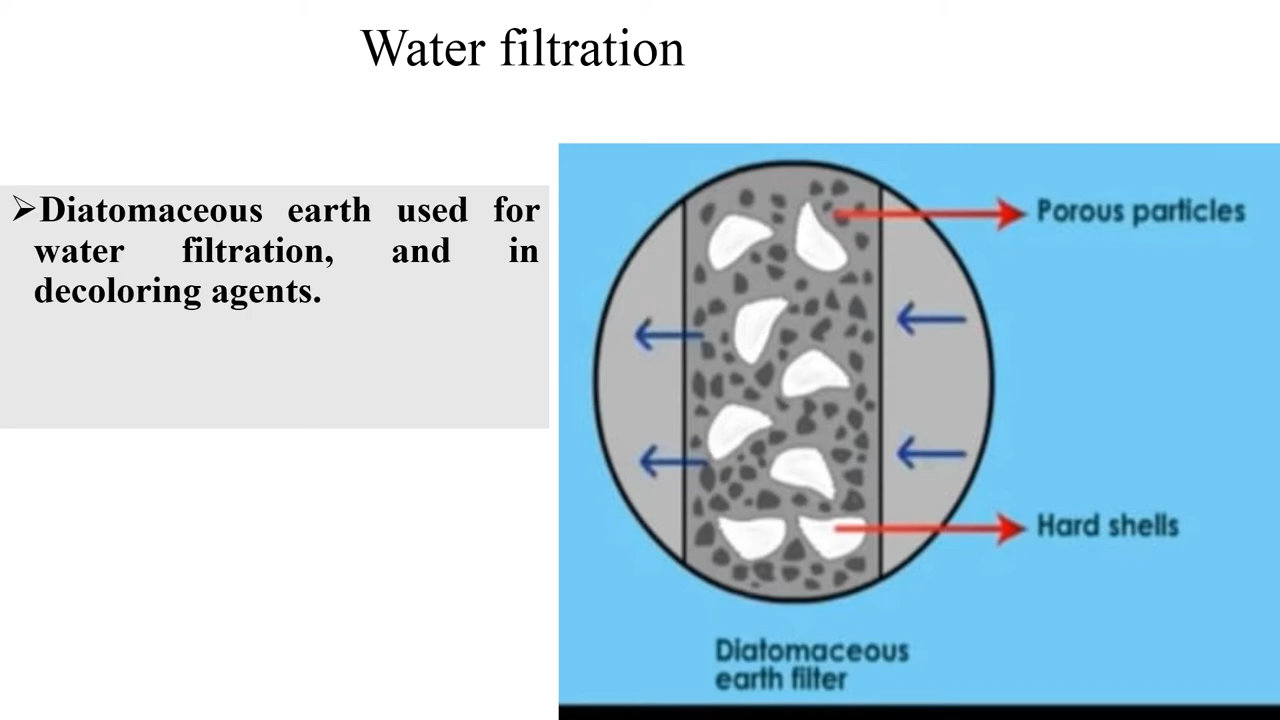 Water filtration
➢Diatomaceous earth used for
water filtration, and in
decoloring agents.
Porous particles
Hard shells
Diatomaceous
earth filter